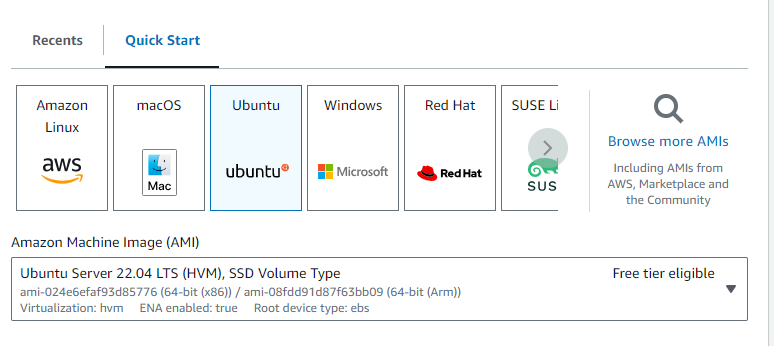 Recents
Quick Start
Amazon
Linux
aws
macOS
Mac
Ubuntu
ubuntu
Windows
Microsoft
Red Hat
Red Hat
SUSE Li
SUS
Browse more AMIs
Including AMIs from
AWS, Marketplace and
the Community
Amazon Machine Image (AMI)
Ubuntu Server 22.04 LTS (HVM), SSD Volume Type
Free tier eligible
ami-024e6efaf93d85776 (64-bit (x86)) / ami-08fdd91d87f63bb09 (64-bit (Arm))
Virtualization: hvm ENA enabled: true Root device type: ebs